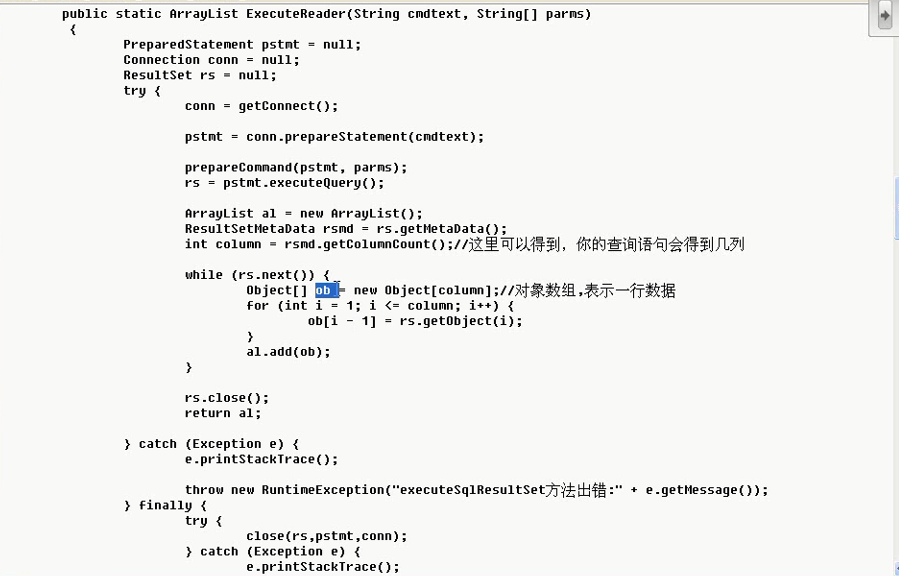 public static ArrayList ExecuteReader(String cmdtext, String[] parms)
{
PreparedStatement pstmt = null;
Connection conn = null;
ResultSet rs = null;
try {
conn = getConnect();
pstmt = conn.prepareStatement(cmdtext);
prepareCommand(pstmt, parms);
rs = pstmt.executeQuery();
ArrayList al = new ArrayList();
ResultSetMetaData rsmd = rs.getMetaData();
int column = rsmd.getColumnCount();//这里可以得到，你的查询语句会得到几列
while (rs.next()) {
Object[] ob = new Object[column];//对象数组,表示一行数据
for (int i = 1; i <= column; i++) {
ob[i - 1] = rs.getObject(i);
}
al.add(ob);
}
rs.close();
return al;
} catch (Exception e) {
e.printStackTrace();
throw new RuntimeException("executeSqlResultSet方法出错:" + e.getMessage());
} finally {
try {
close(rs,pstmt,conn);
} catch (Exception e) {
e.printStackTrace();